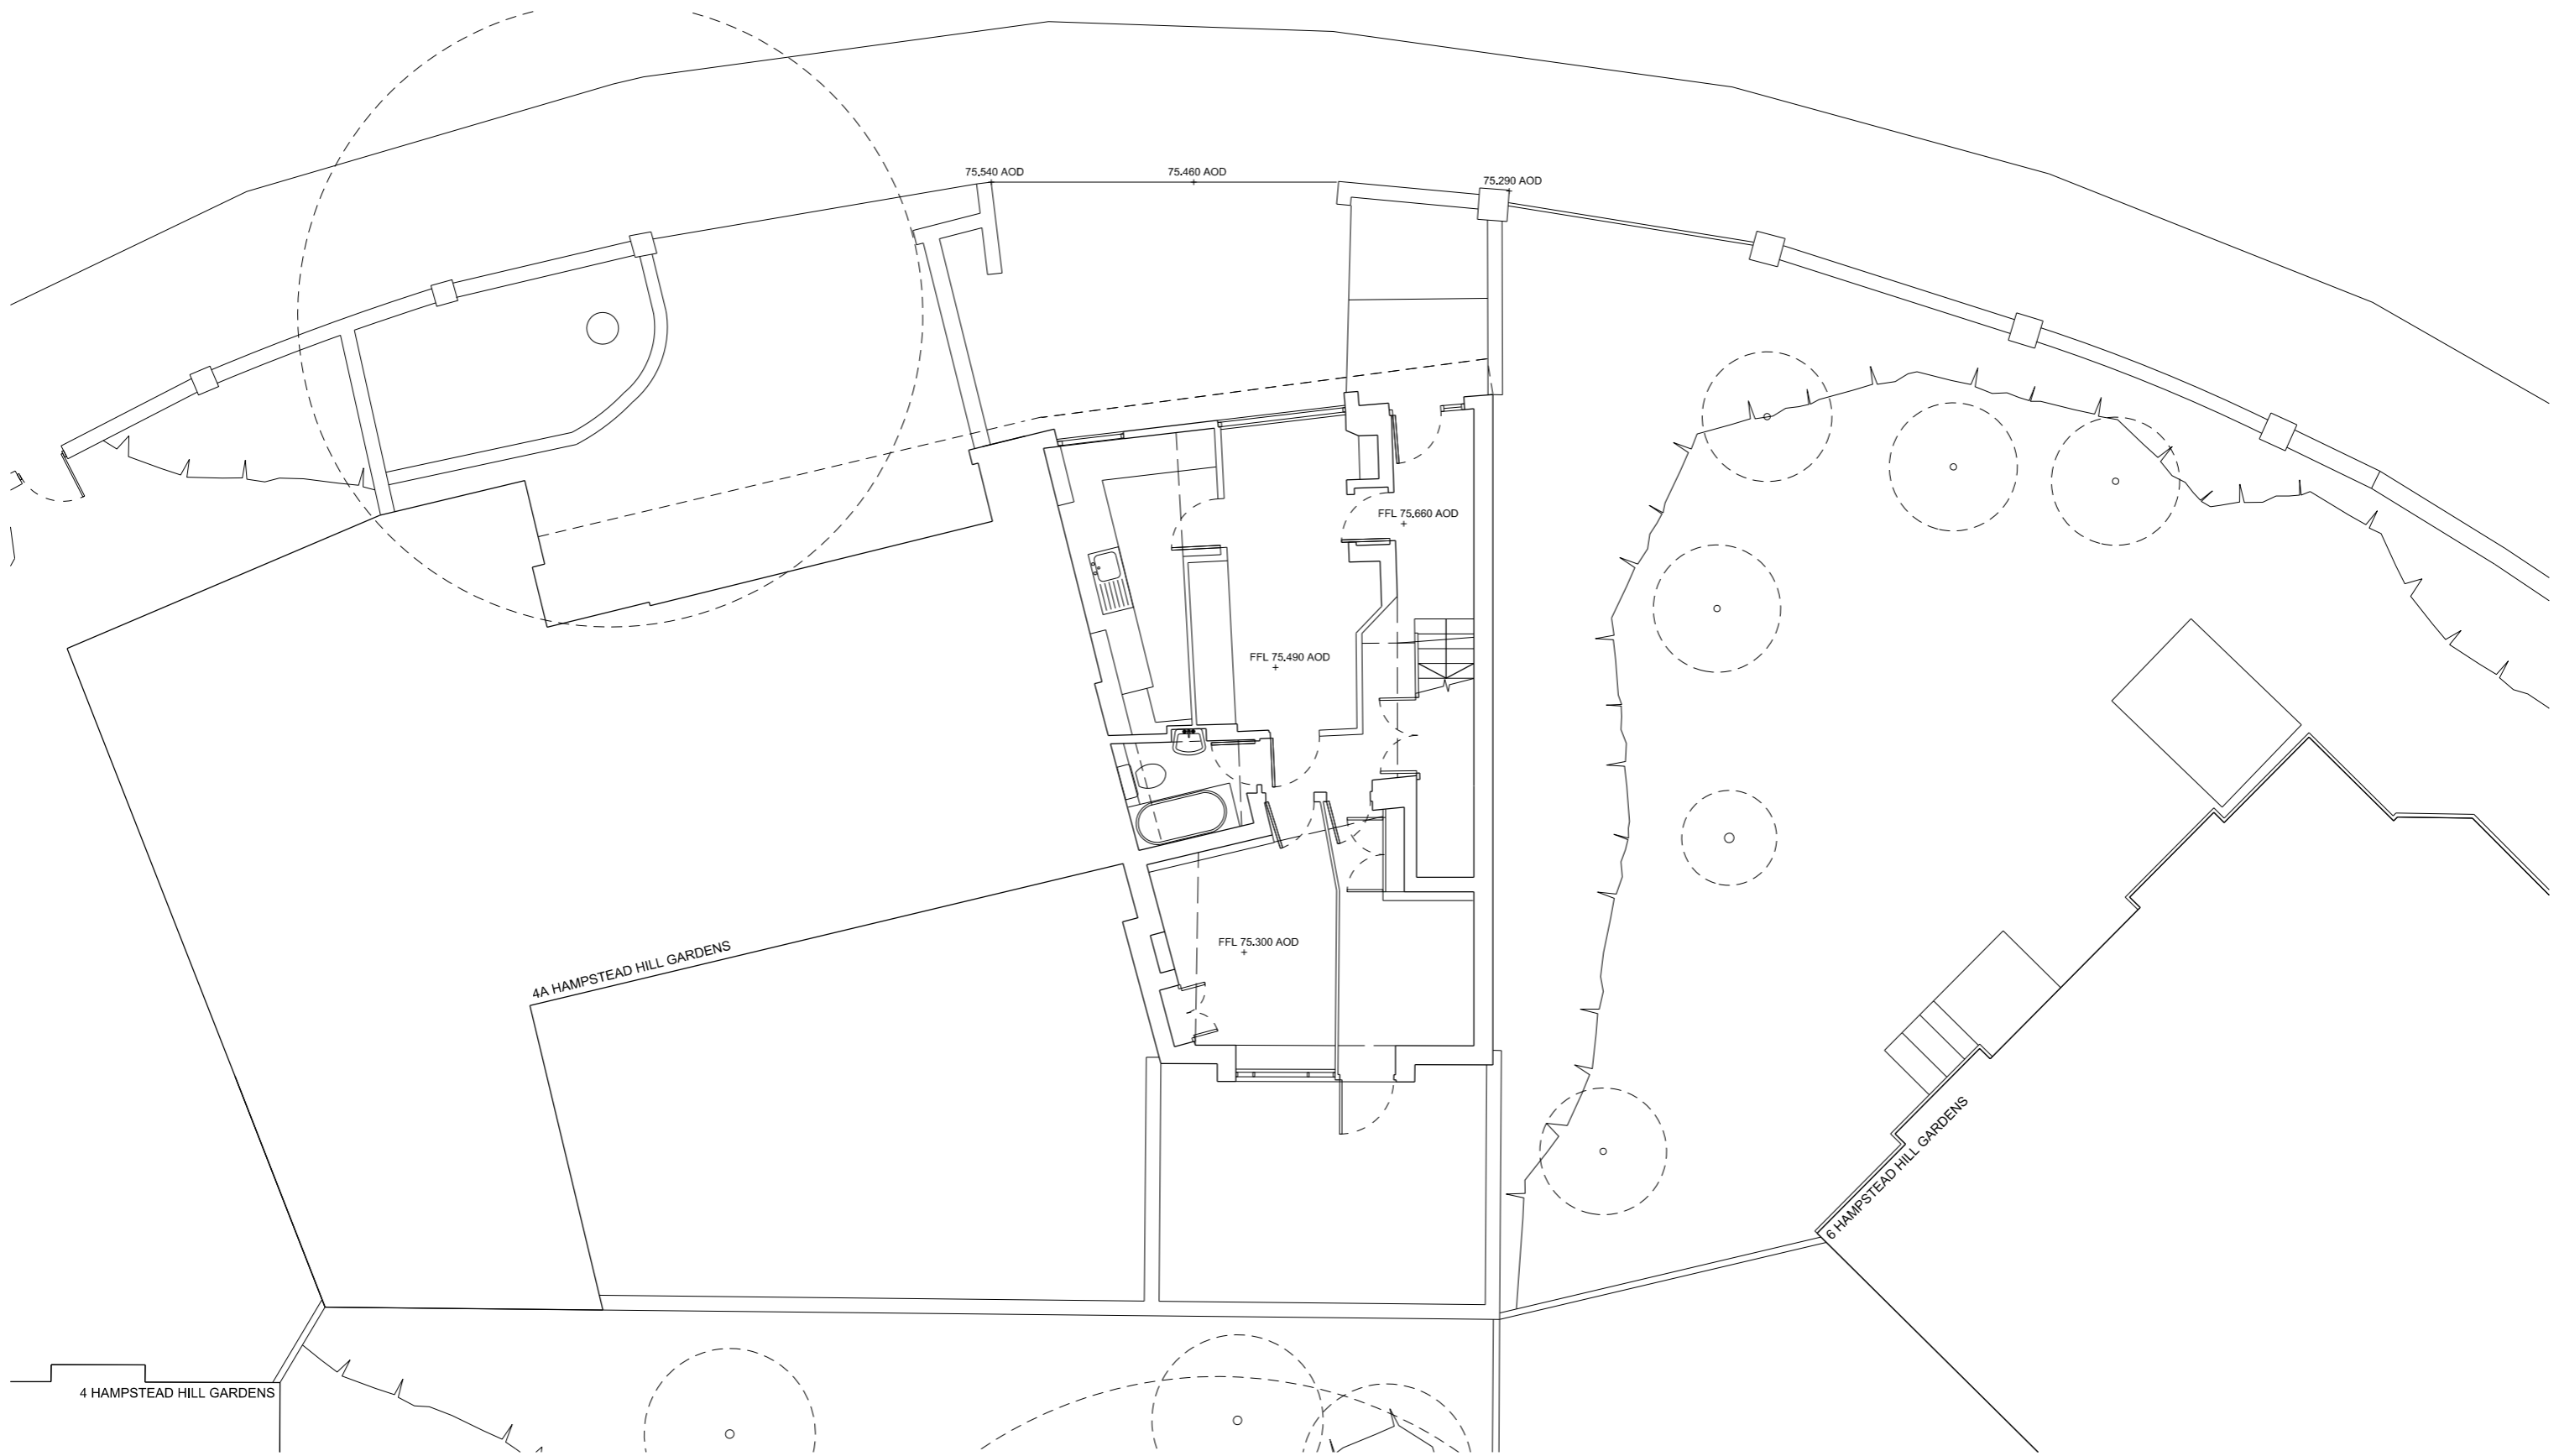 75.540 AOD
75.460 AOD
75.290 AOD
FFL 75.660 AOD
FFL 75.490 AOD
FFL 75.300 AOD
4A HAMPSTEAD HILL GARDENS
6 HAMPSTEAD HILL GARDENS
4 HAMPSTEAD HILL GARDENS